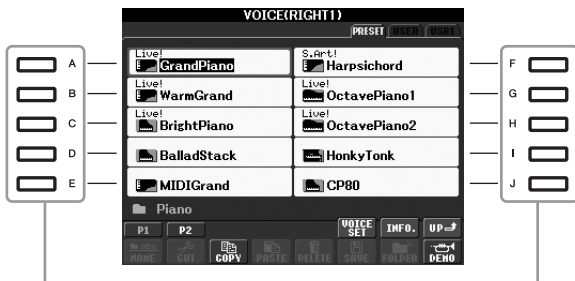 VOICE(RIGHT1)
PRESET USER USB1
A Live! GrandPiano
S.Art! Harpsichord F
B Live! WarmGrand
Live! OctavePiano1 G
C Live! BrightPiano
Live! OctavePiano2 H
D BalladStack
HonkyTonk I
E MIDIGrand
CP80 J
Piano
P1 P2 VOICE SET INFO. UP
NAME CUT COPY PASTE DELETE SAVE FOLDER DEMO